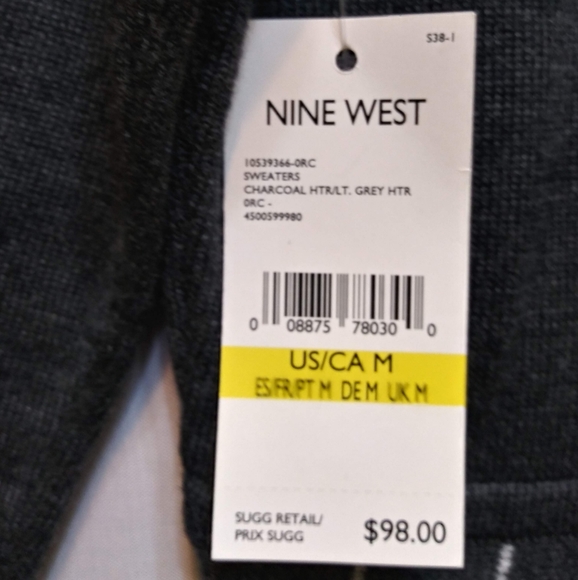 S38-1
NINE WEST
10539366-0RC
SWEATERS
CHARCOAL HTR/LT. GREY HTR
0RC -
4500599980
0 08875 78030 0
US/CA M
ES/FR/PT M DE M UK M
SUGG RETAIL/
PRIX SUGG $98.00